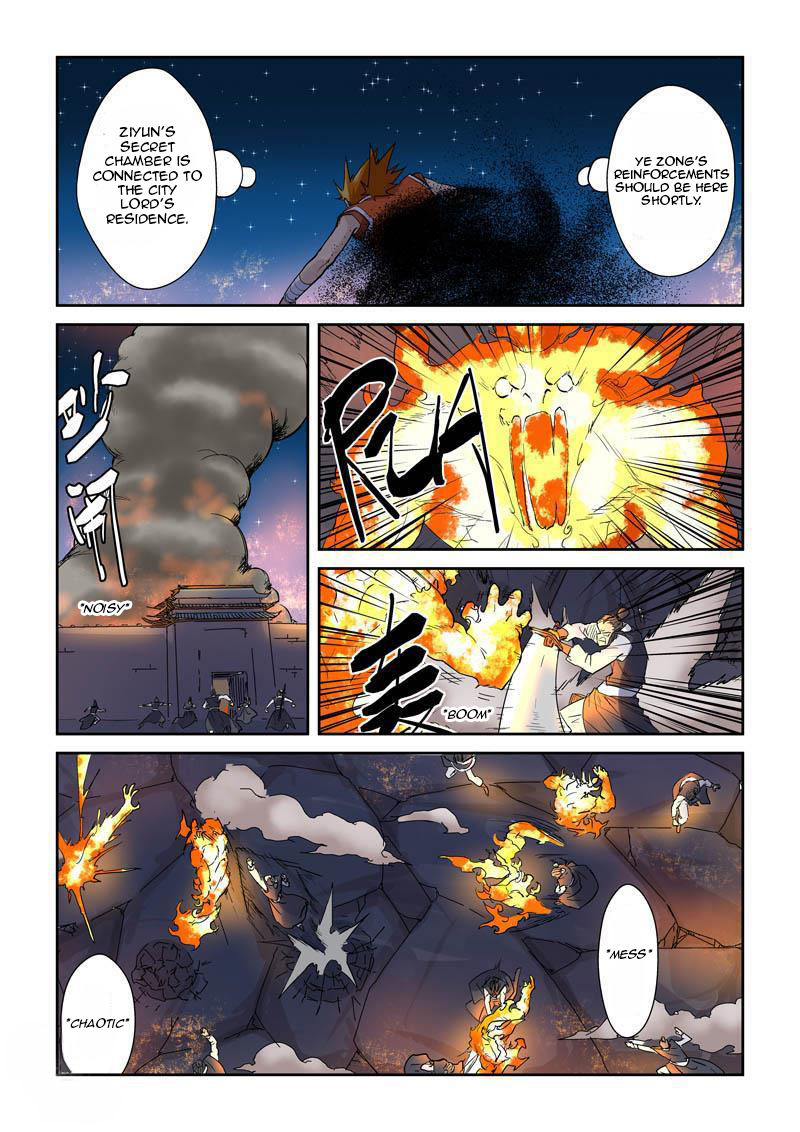 ZIYUN'S
SECRET
CHAMBER IS
CONNECTED TO
THE CITY
LORD'S
RESIDENCE.
YE ZONG'S
REINFORCEMENTS
SHOULD BE HERE
SHORTLY.
吵
闹
*NOISY*
RUA
轰
*BOOM*
*MESS*
*CHAOTIC*